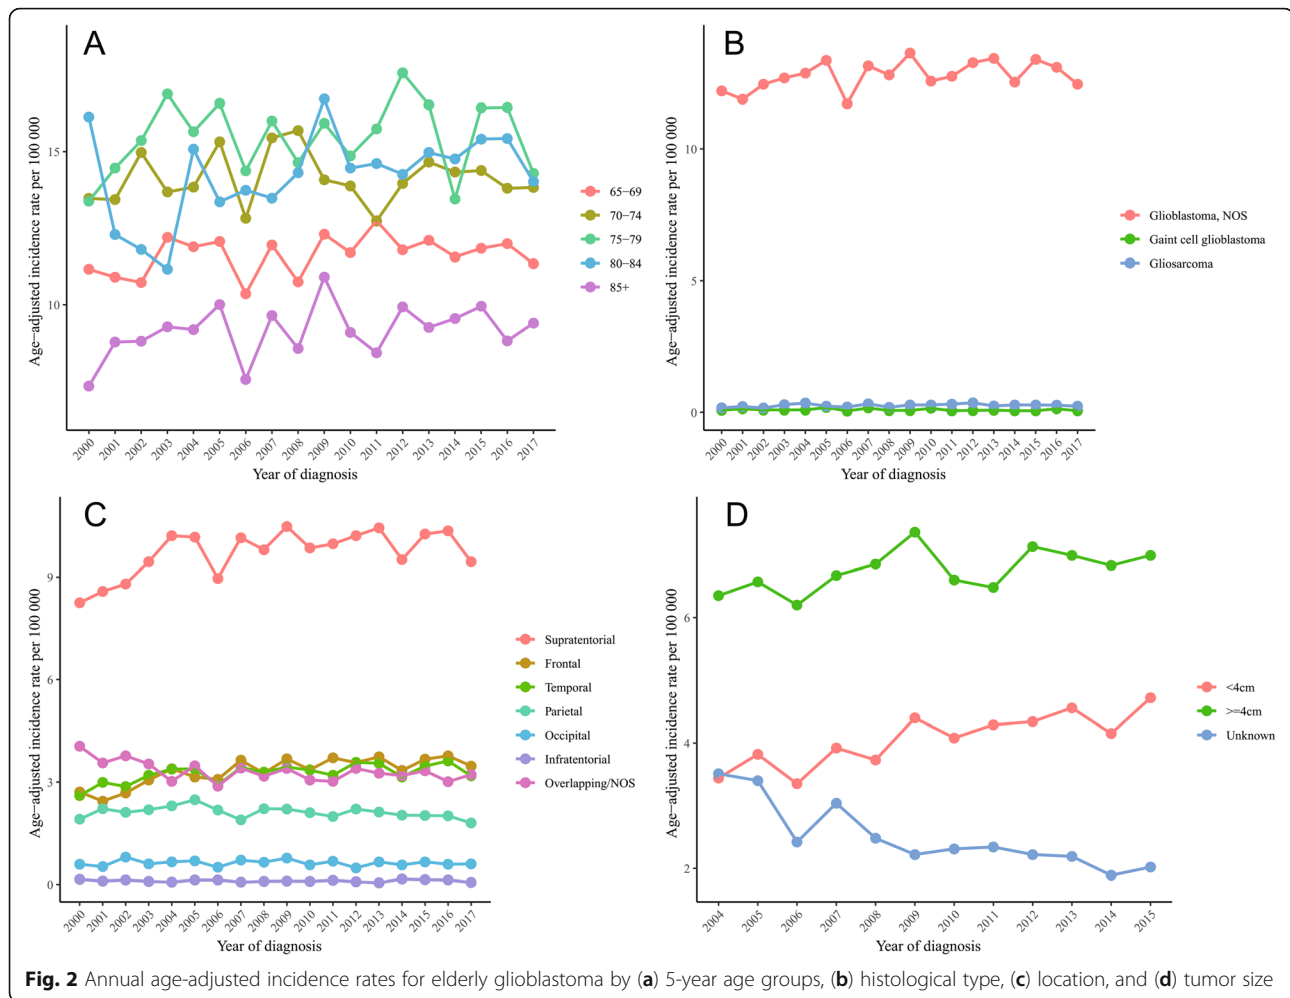 A
Age-adjusted incidence rate per 100 000
15
10
2000 2001 2002 2003 2004 2005 2006 2007 2008 2009 2010 2011 2012 2013 2014 2015 2016 2017
Year of diagnosis
65-69
70-74
75-79
80-84
85+
B
Age-adjusted incidence rate per 100 000
10
5
0
2000 2001 2002 2003 2004 2005 2006 2007 2008 2009 2010 2011 2012 2013 2014 2015 2016 2017
Year of diagnosis
Glioblastoma, NOS
Gaint cell glioblastoma
Gliosarcoma
C
Age-adjusted incidence rate per 100 000
9
6
3
0
2000 2001 2002 2003 2004 2005 2006 2007 2008 2009 2010 2011 2012 2013 2014 2015 2016 2017
Year of diagnosis
Supratentorial
Frontal
Temporal
Parietal
Occipital
Infratentorial
Overlapping/NOS
D
Age-adjusted incidence rate per 100 000
6
4
2
2004 2005 2006 2007 2008 2009 2010 2011 2012 2013 2014 2015
Year of diagnosis
<4cm
>=4cm
Unknown
Fig. 2 Annual age-adjusted incidence rates for elderly glioblastoma by (a) 5-year age groups, (b) histological type, (c) location, and (d) tumor size